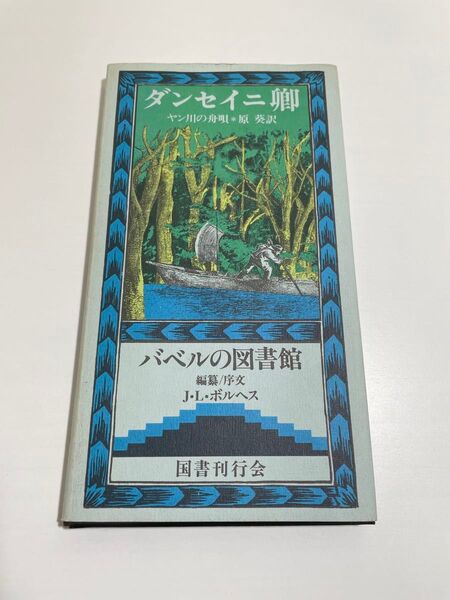 ダンセイニ卿
ヤン川の舟唄*原 葵訳
バベルの図書館
編纂/序文
J・L・ボルヘス
国書刊行会